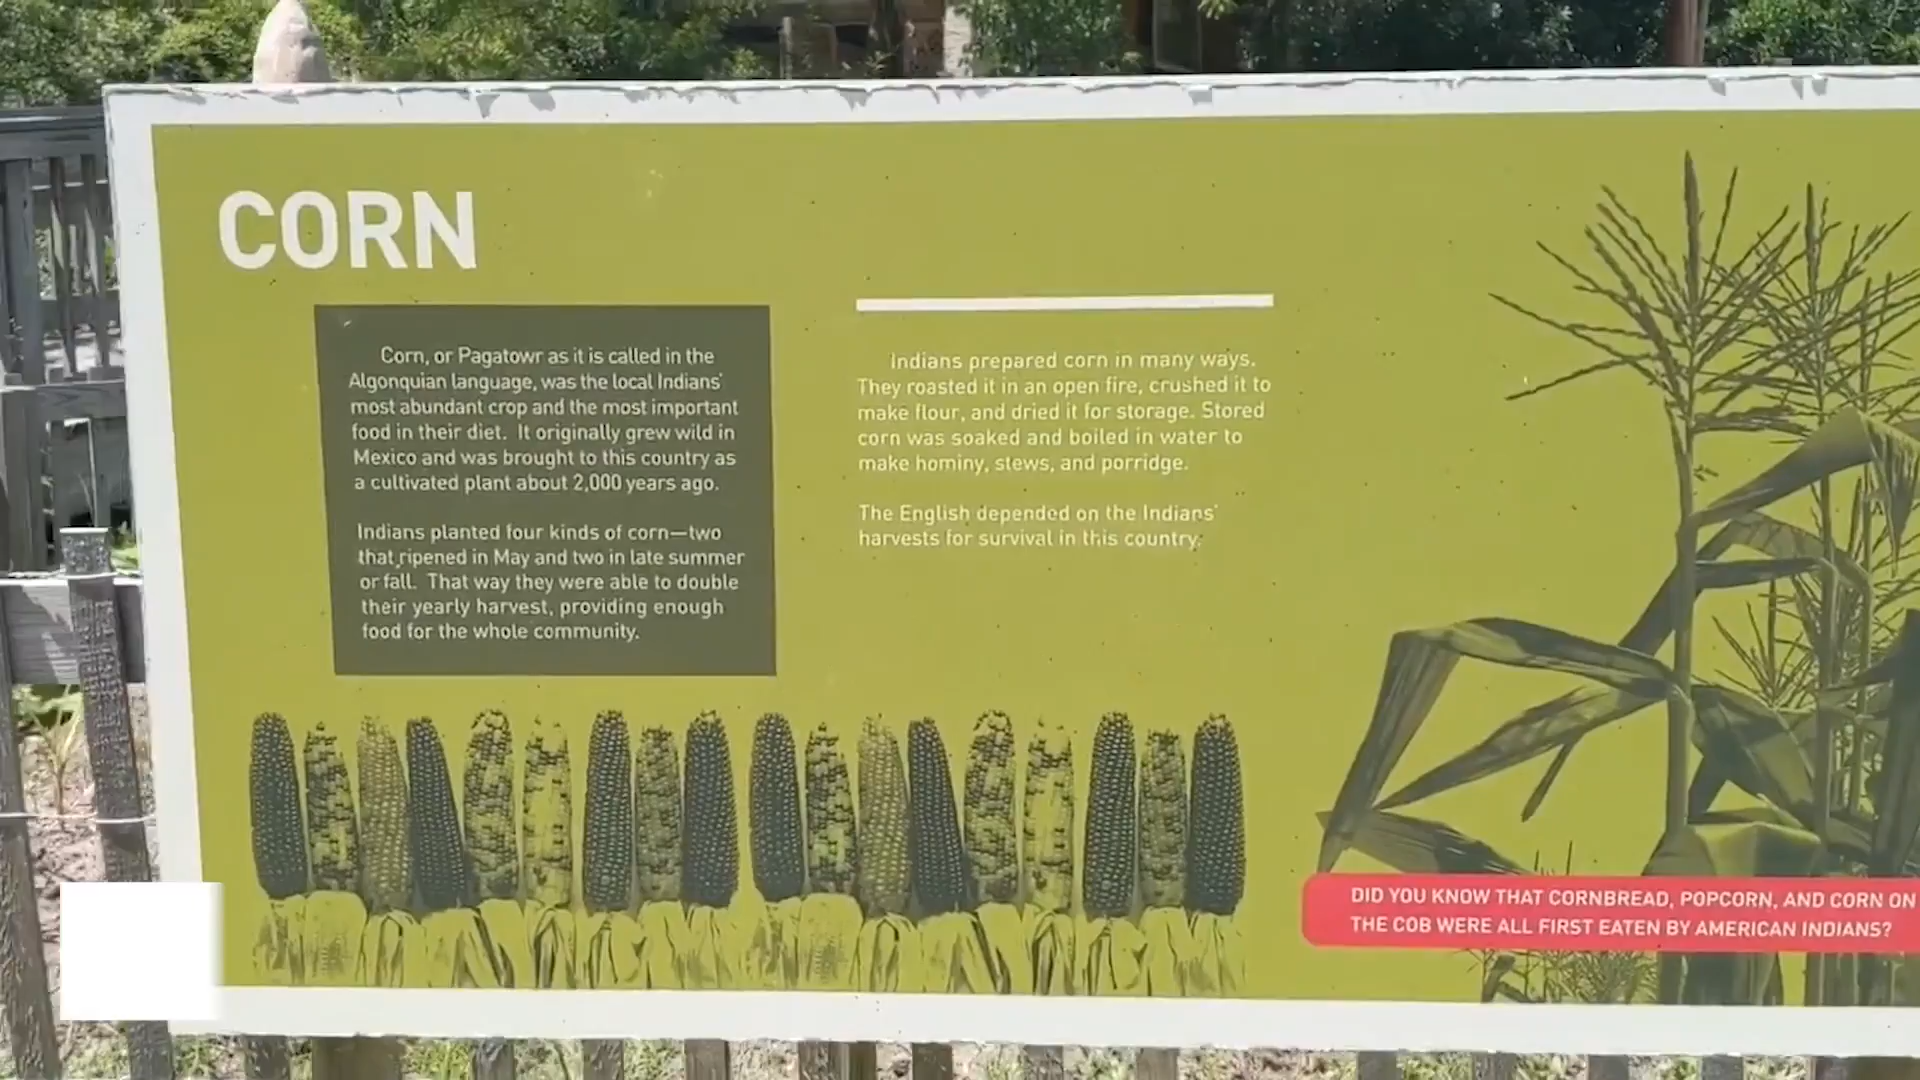 CORN
Corn, or Pagatowr as it is called in the
Algonquian language, was the local Indians'
most abundant crop and the most important
food in their diet. It originally grew wild in
Mexico and was brought to this country as
a cultivated plant about 2,000 years ago.
Indians planted four kinds of corn—two
that ripened in May and two in late summer
or fall. That way they were able to double
their yearly harvest, providing enough
food for the whole community.
Indians prepared corn in many ways.
They roasted it in an open fire, crushed it to
make flour, and dried it for storage. Stored
corn was soaked and boiled in water to
make hominy, stews, and porridge.
The English depended on the Indians'
harvests for survival in this country.
DID YOU KNOW THAT CORNBREAD, POPCORN, AND CORN ON
THE COB WERE ALL FIRST EATEN BY AMERICAN INDIANS?